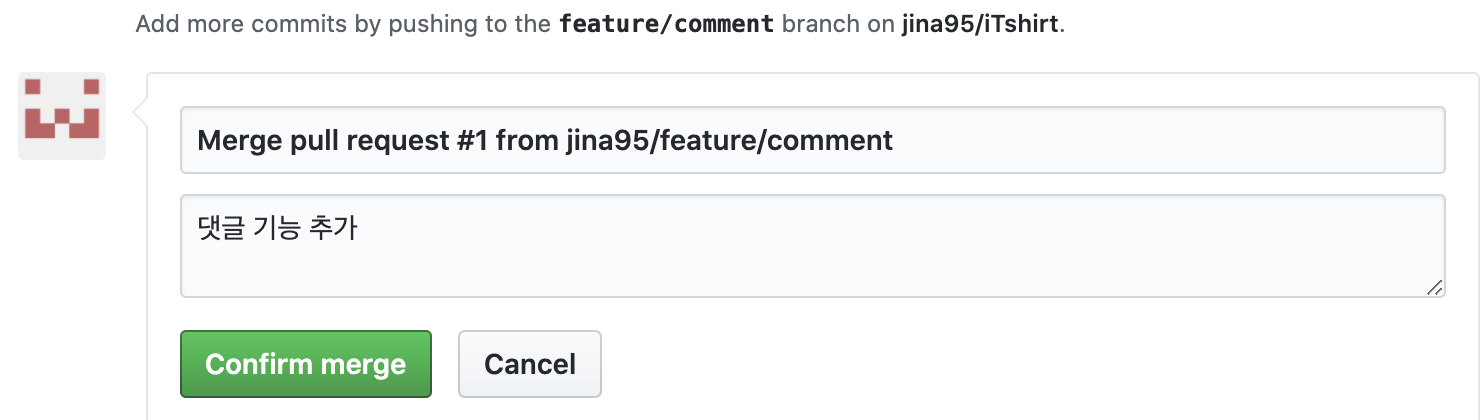 Add more commits by pushing to the feature/comment branch on jina95/iTshirt.
Merge pull request #1 from jina95/feature/comment
댓글 기능 추가
Confirm merge
Cancel